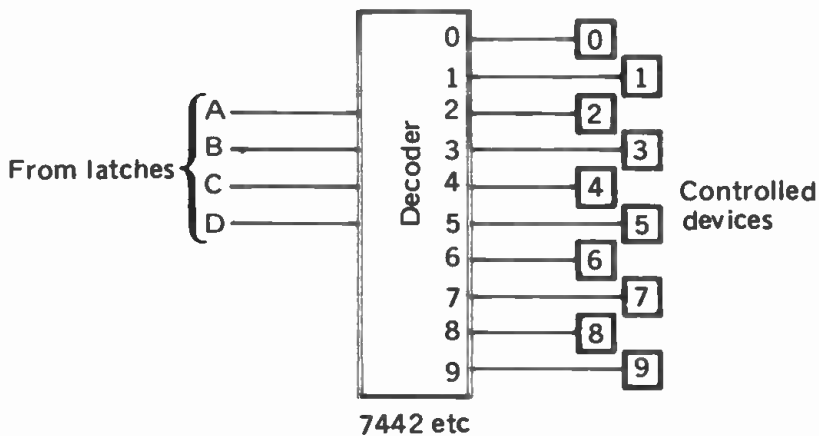 0 0
1 1
A 2 2
B 3 3
From latches
C 4 4
Controlled
devices
D 5 5
6 6
7 7
8 8
9 9
Decoder
7442 etc